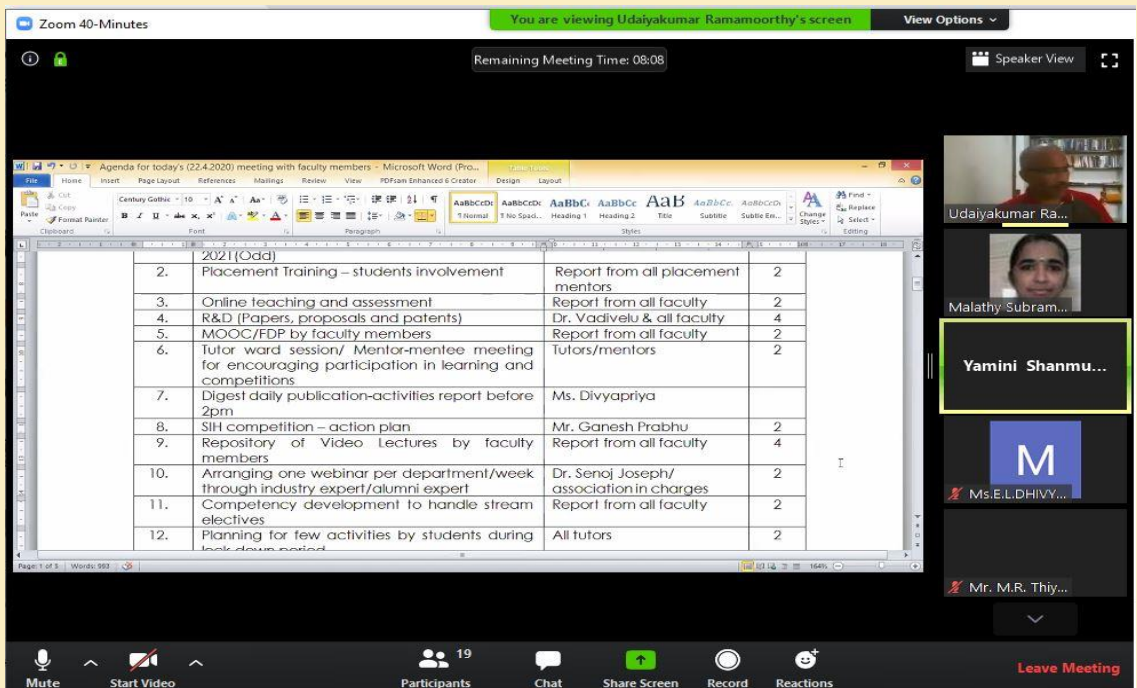 Zoom 40-Minutes
You are viewing Udaiyakumar Ramamoorthy's screen
View Options
Remaining Meeting Time: 08:08
Speaker View
Agenda for today's (22.4.2020) meeting with faculty members - Microsoft Word (Pro...
Table Tools
File Home Insert Page Layout References Mailings Review View PDFsam Enhanced 6 Creator Design Layout
Cut
Copy
Format Painter
Paste
Century Gothic 10
AaBbCcDc AaBbCcDc AaBbCc AaBbCc AaB AaBbCc. AaBbCcDc
Normal No Spaci... Heading 1 Heading 2 Title Subtitle Subtle Em...
Change Styles
Find
Replace
Select
Clipboard Font Paragraph Styles Editing
2021(Odd)
2. Placement Training – students involvement Report from all placement 2
mentors
3. Online teaching and assessment Report from all faculty 2
4. R&D (Papers, proposals and patents) Dr. Vadivelu & all faculty 4
5. MOOC/FDP by faculty members Report from all faculty 2
6. Tutor ward session/ Mentor-mentee meeting Tutors/mentors 2
for encouraging participation in learning and
competitions
7. Digest daily publication-activities report before Ms. Divyapriya
2pm
8. SIH competition – action plan Mr. Ganesh Prabhu 2
9. Repository of Video Lectures by faculty Report from all faculty 4
members
10. Arranging one webinar per department/week Dr. Senoj Joseph/ 2
through industry expert/alumni expert association in charges
11. Competency development to handle stream Report from all faculty 2
electives
12. Planning for few activities by students during All tutors 2
lock down period
Page: 1 of 5 Words: 993
164%
Udaiyakumar Ra...
Malathy Subram...
Yamini Shanmu...
M
Ms.E.L.DHIVY...
Mr. M.R. Thiy...
Mute
Start Video
Participants 19
Chat
Share Screen
Record
Reactions
Leave Meeting